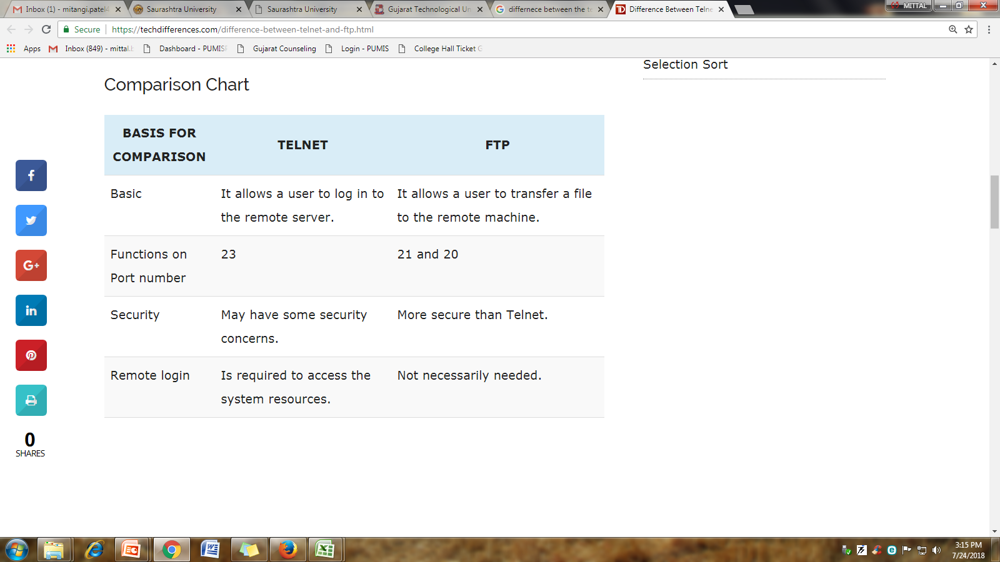 Inbox (1) - mitangi.patel4
Saurashtra University
Saurashtra University
Gujarat Technological Un
differnece between the te
Difference Between Telne
MITTAL
Secure
https://techdifferences.com/difference-between-telnet-and-ftp.html
Apps
Inbox (849) - mittal.b
Dashboard - PUMISP
Gujarat Counseling
Login - PUMIS
College Hall Ticket G
Selection Sort
Comparison Chart
BASIS FOR COMPARISON TELNET FTP
Basic It allows a user to log in to It allows a user to transfer a file
the remote server. to the remote machine.
Functions on 23 21 and 20
Port number
Security May have some security More secure than Telnet.
concerns.
Remote login Is required to access the Not necessarily needed.
system resources.
f
G+
in
0
SHARES
3:15 PM
7/24/2018